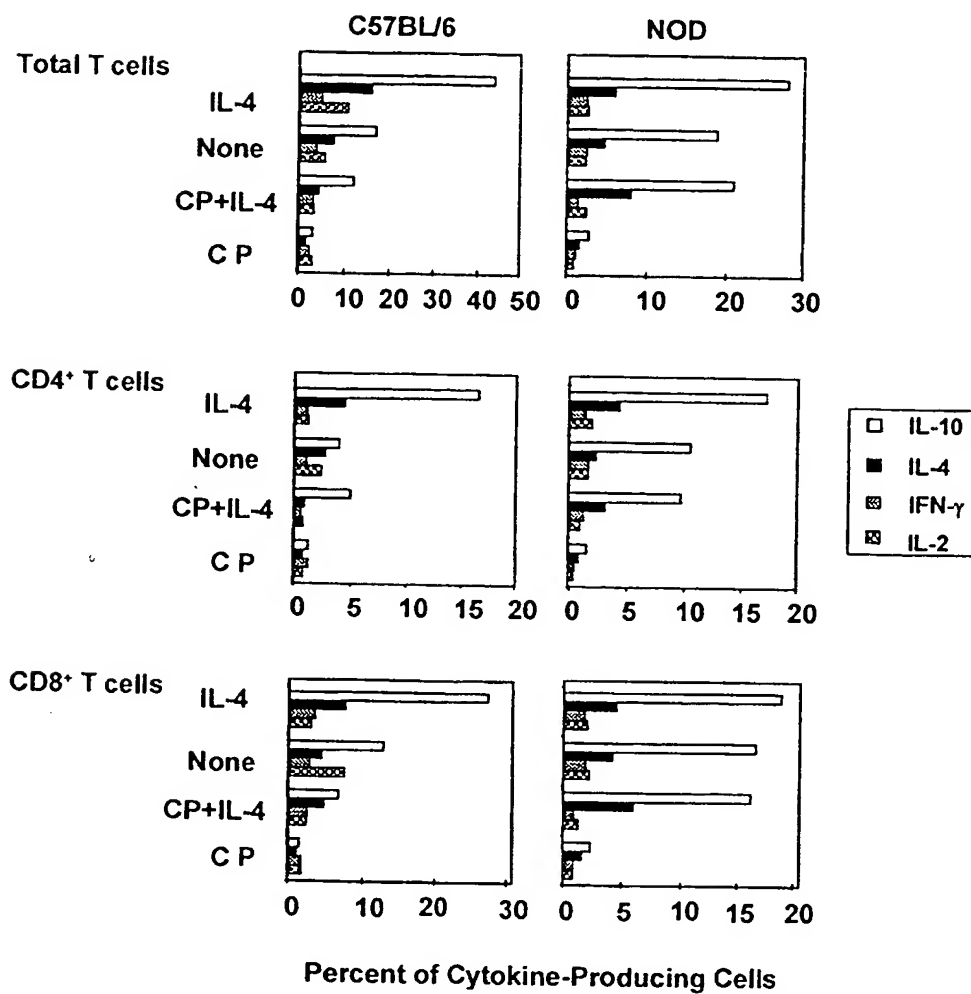 C57BL/6
NOD
Total T cells
IL-4
None
CP+IL-4
C P
0 10 20 30 40 50
0 10 20 30
CD4+ T cells
IL-4
None
CP+IL-4
C P
0 5 10 15 20
0 5 10 15 20
IL-10
IL-4
IFN-γ
IL-2
CD8+ T cells
IL-4
None
CP+IL-4
C P
0 10 20 30
0 5 10 15 20
Percent of Cytokine-Producing Cells